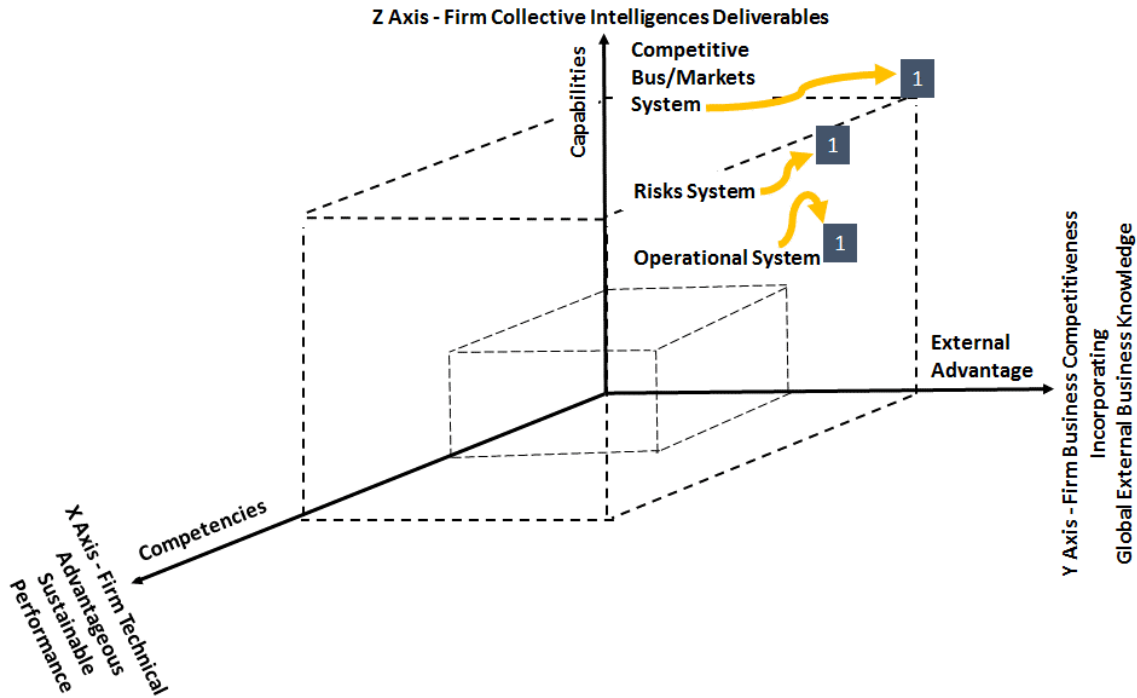 Z Axis - Firm Collective Intelligences Deliverables
Capabilities
Competitive
Bus/Markets
System
1
1
Risks System
1
Operational System
External
Advantage
Y Axis - Firm Business Competitiveness
Incorporating
Global External Business Knowledge
Competencies
X Axis - Firm Technical
Advantageous
Sustainable
Performance